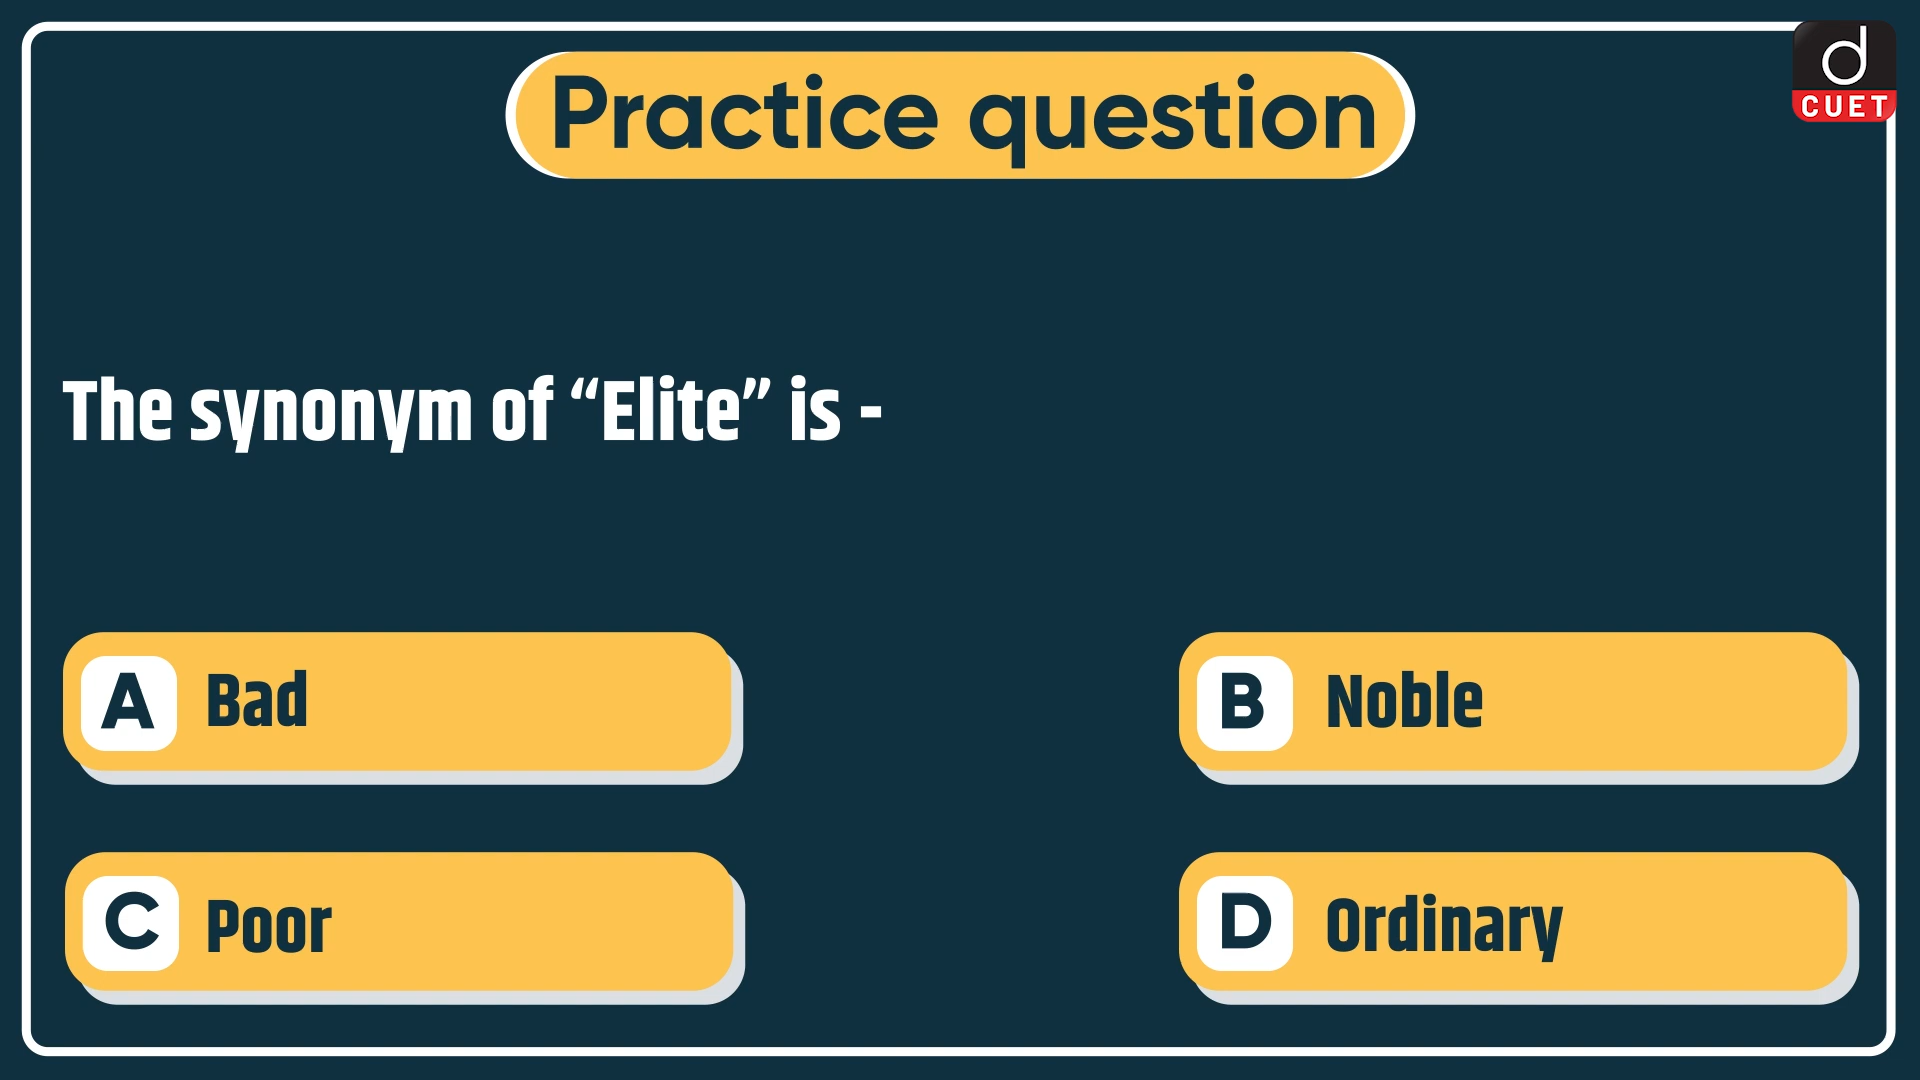 d
CUET
Practice question
The synonym of “Elite” is -
A Bad
B Noble
C Poor
D Ordinary